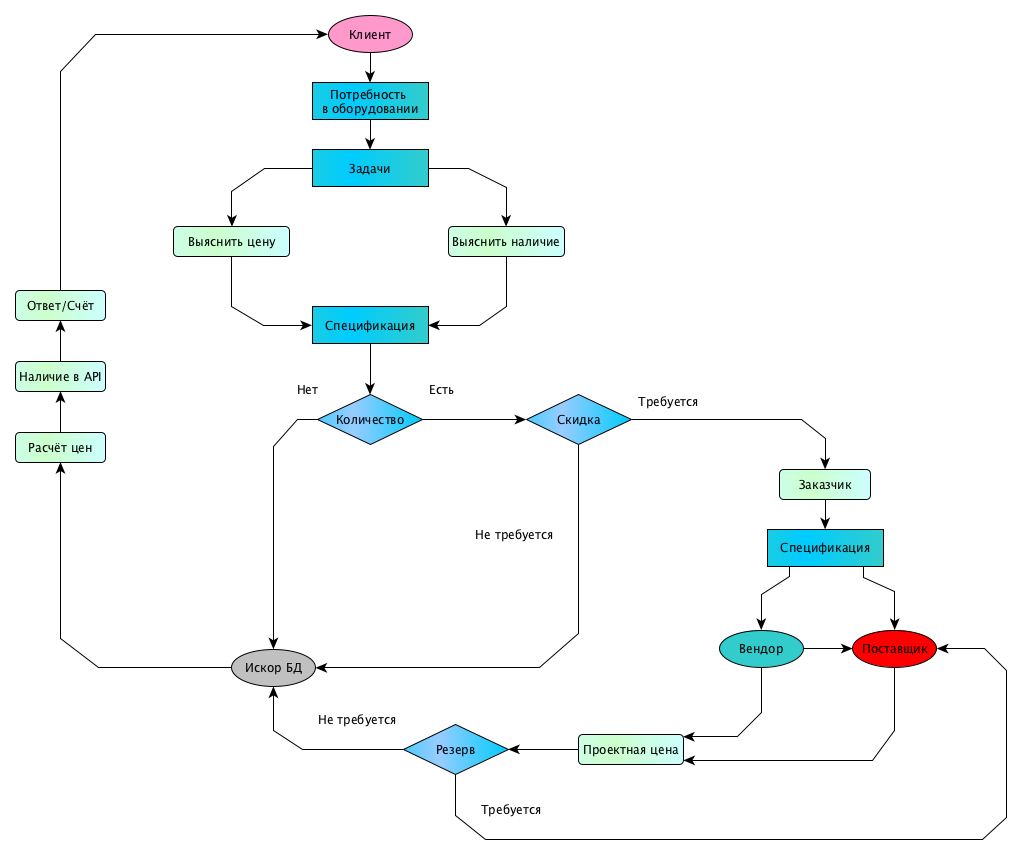 Клиент
Потребность
в оборудовании
Задачи
Выяснить цену
Выяснить наличие
Ответ/Счёт
Спецификация
Наличие в API
Нет
Есть
Требуется
Количество
Скидка
Расчёт цен
Заказчик
Не требуется
Спецификация
Вендор
Поставщик
Искор БД
Не требуется
Резерв
Проектная цена
Требуется